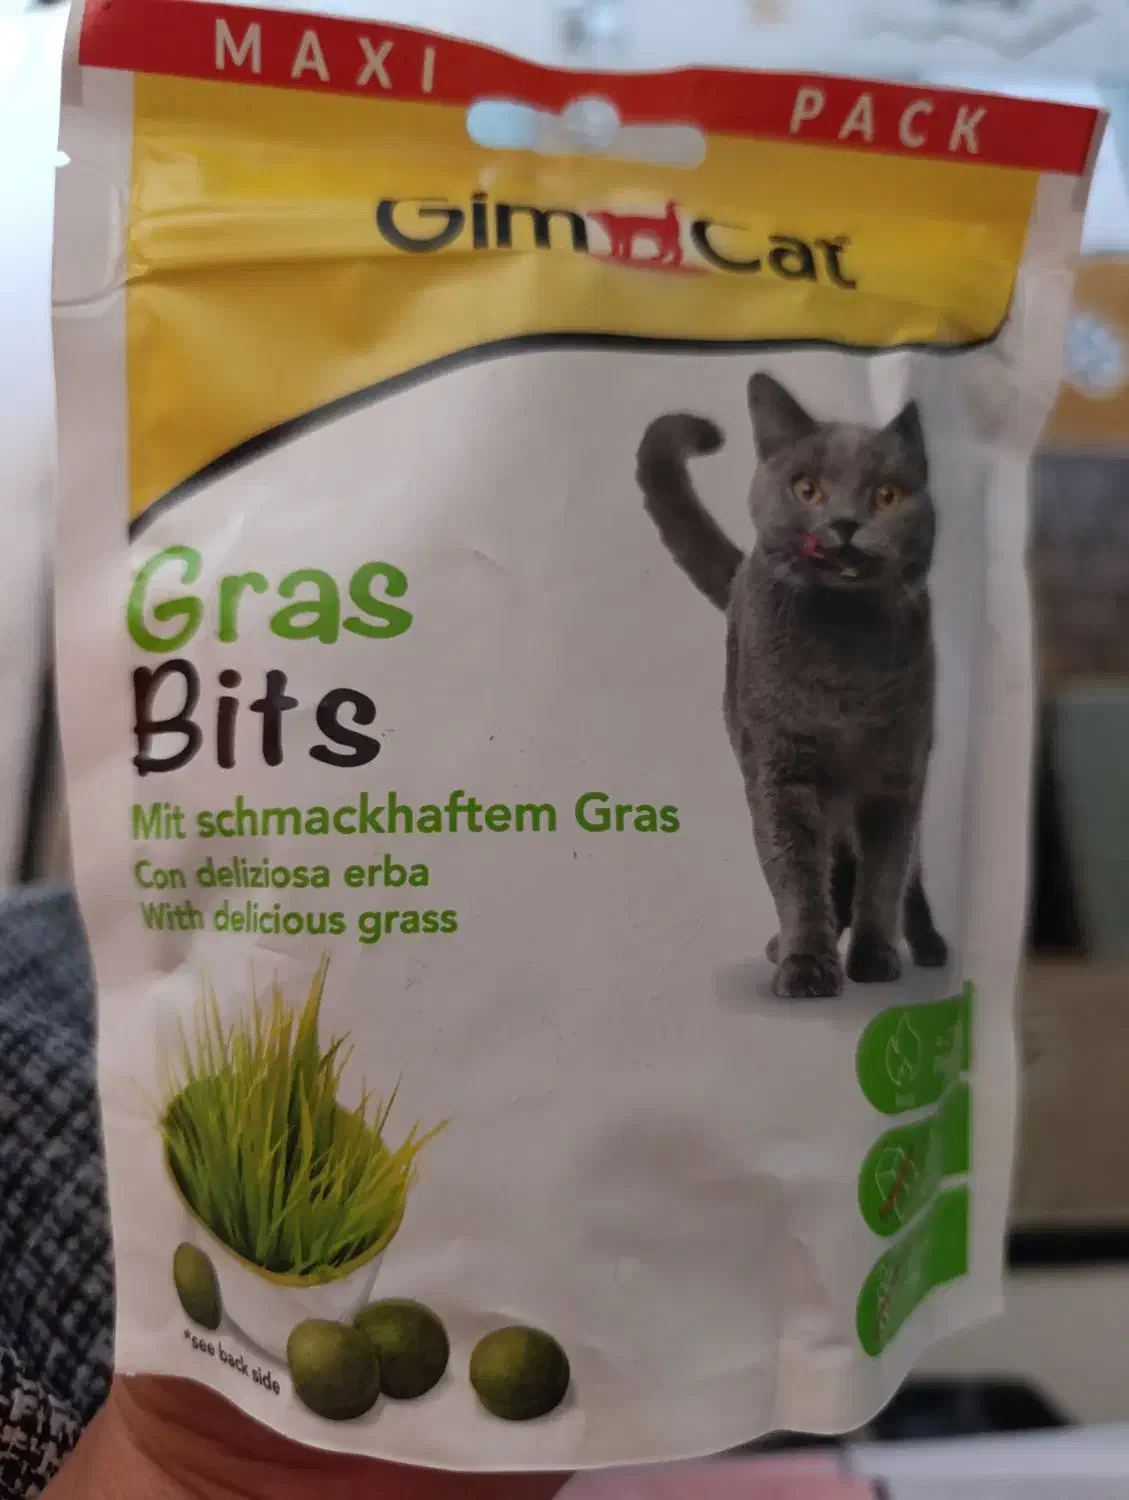 MAXI PACK
GimCat
Gras
Bits
Mit schmackhaftem Gras
Con deliziosa erba
With delicious grass
*see back side